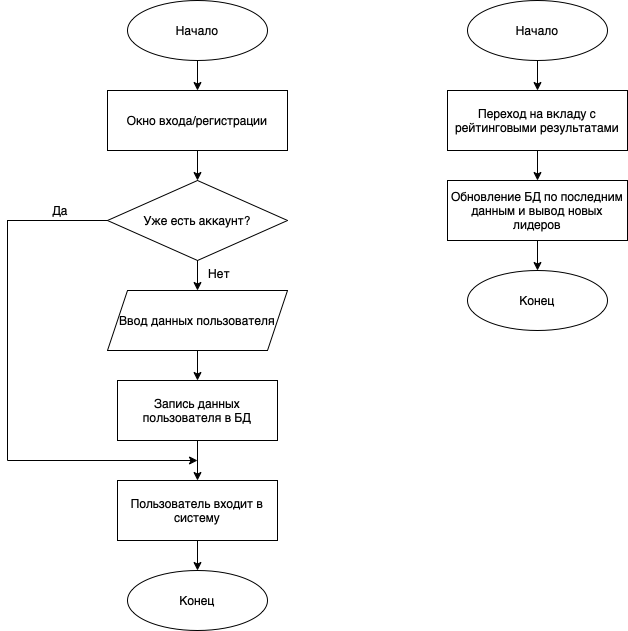 Начало
Окно входа/регистрации
Уже есть аккаунт?
Да
Нет
Ввод данных пользователя
Запись данных
пользователя в БД
Пользователь входит в
систему
Конец
Начало
Переход на вкладу с
рейтинговыми результатами
Обновление БД по последним
данным и вывод новых
лидеров
Конец